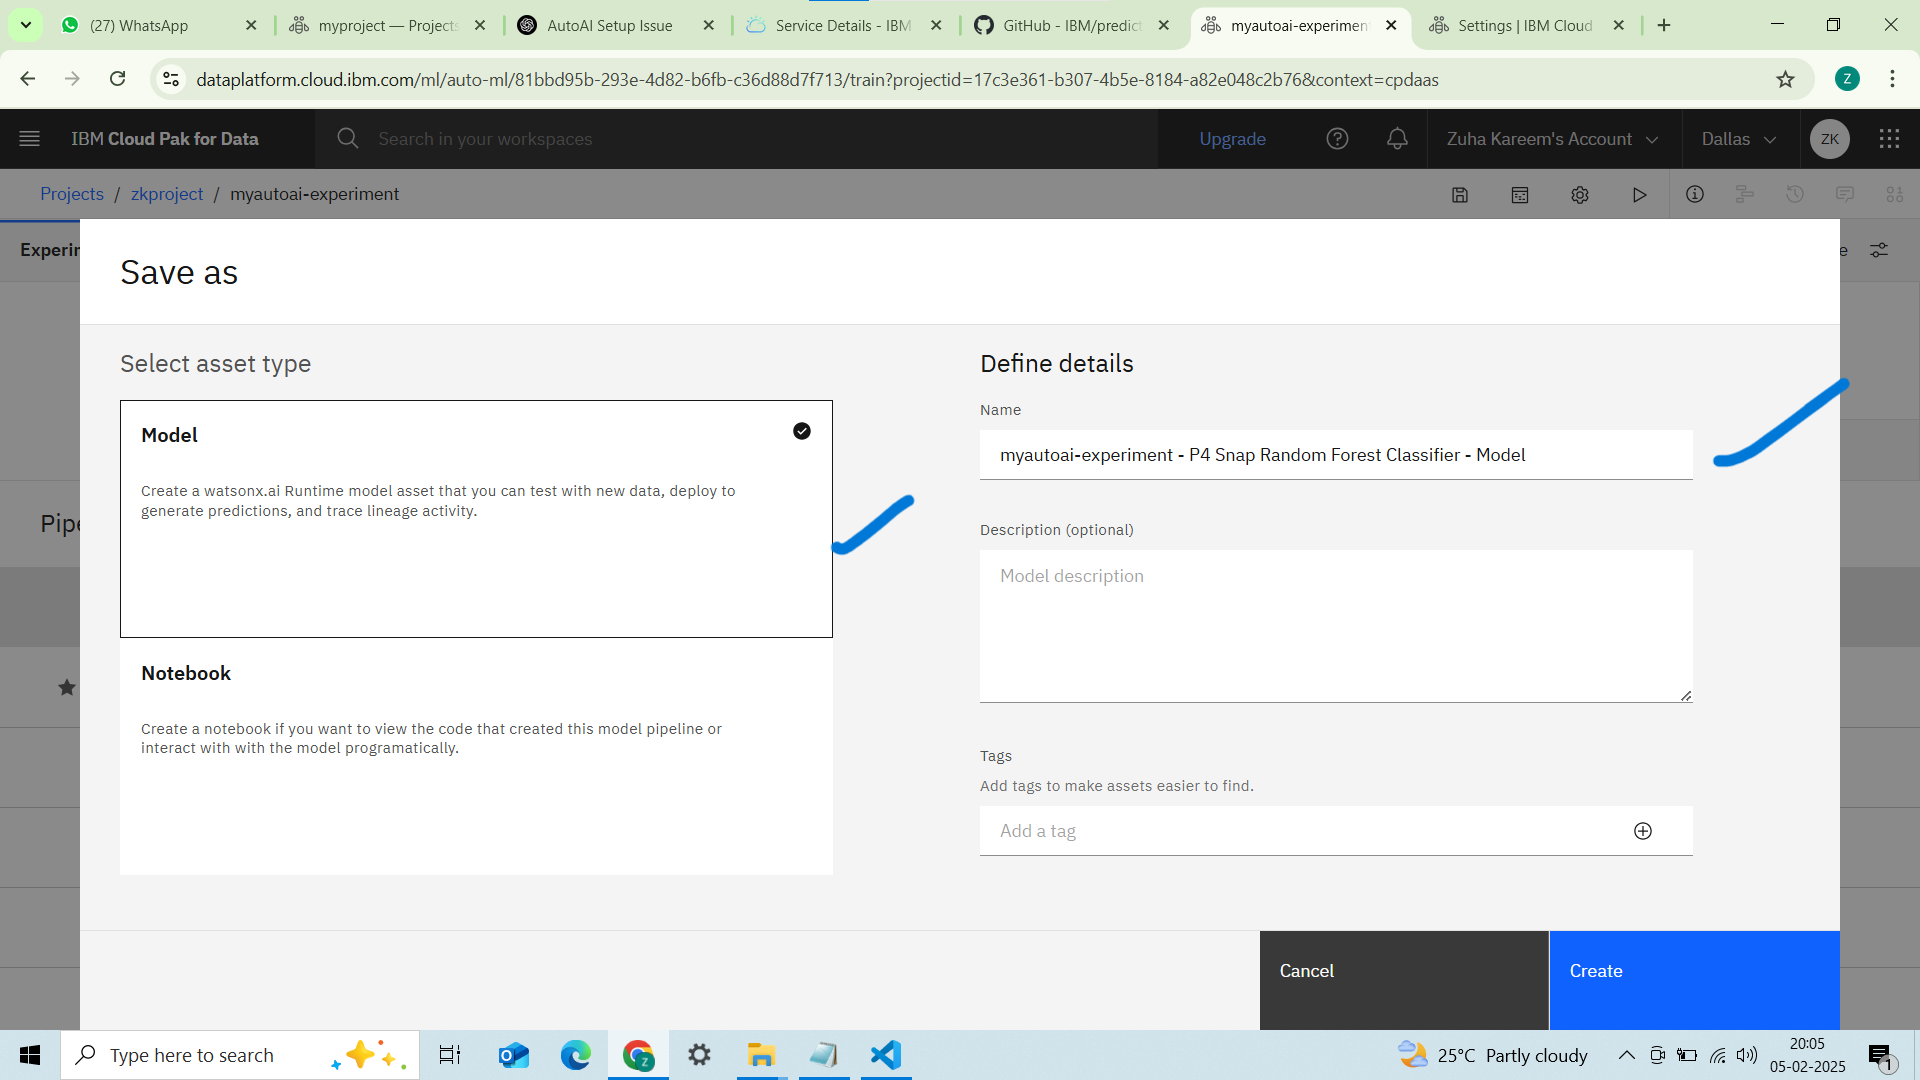 (27) WhatsApp
myproject — Projects
AutoAI Setup Issue
Service Details - IBM
GitHub - IBM/predict
myautoai-experimen
Settings | IBM Cloud
dataplatform.cloud.ibm.com/ml/auto-ml/81bbd95b-293e-4d82-b6fb-c36d88d7f713/train?projectid=17c3e361-b307-4b5e-8184-a82e048c2b76&context=cpdaas
Z
IBM Cloud Pak for Data
Search in your workspaces
Upgrade
Zuha Kareem's Account
Dallas
ZK
Projects / zkproject / myautoai-experiment
Experin
e
Pipe
Save as
Select asset type
Model
Create a watsonx.ai Runtime model asset that you can test with new data, deploy to
generate predictions, and trace lineage activity.
Notebook
Create a notebook if you want to view the code that created this model pipeline or
interact with with the model programatically.
Define details
Name
myautoai-experiment - P4 Snap Random Forest Classifier - Model
Description (optional)
Model description
Tags
Add tags to make assets easier to find.
Add a tag
Cancel
Create
Type here to search
25°C Partly cloudy
20:05
05-02-2025
1